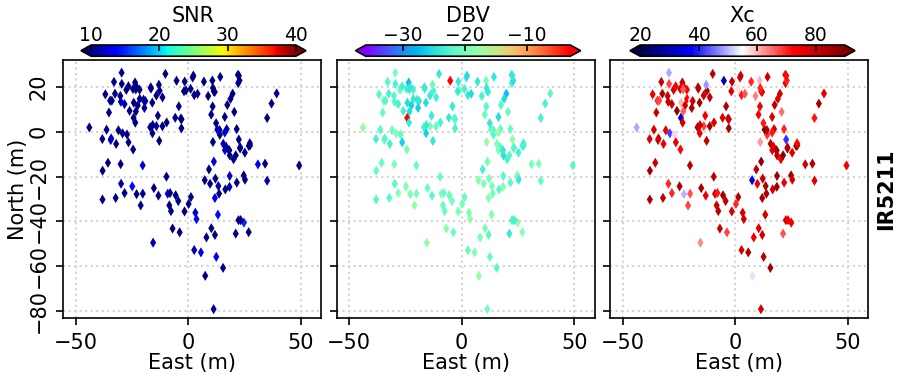 SNR DBV Xc
10 20 30 40 −30 −20 −10 20 40 60 80
20
0
−20
−40
−60
−80
North (m)
−50 0 50 −50 0 50 −50 0 50
East (m) East (m) East (m)
IR5211